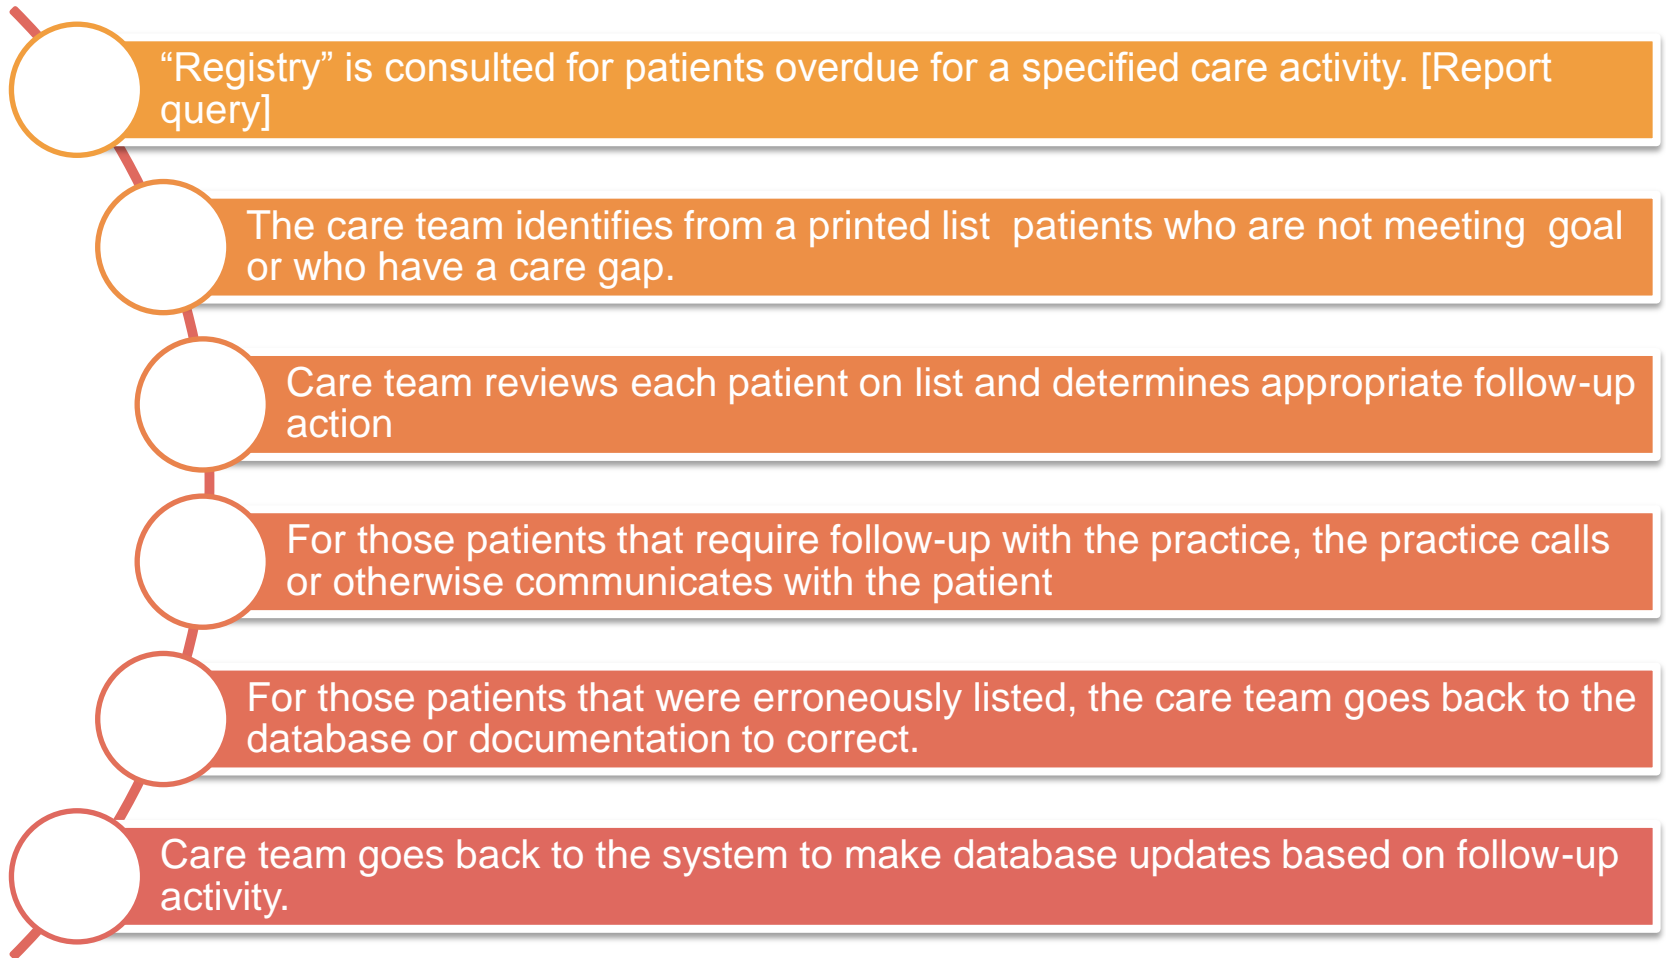 “Registry” is consulted for patients overdue for a specified care activity. [Report
query]
The care team identifies from a printed list  patients who are not meeting  goal
or who have a care gap.
Care team reviews each patient on list and determines appropriate follow-up
action
For those patients that require follow-up with the practice, the practice calls
or otherwise communicates with the patient
For those patients that were erroneously listed, the care team goes back to the
database or documentation to correct.
Care team goes back to the system to make database updates based on follow-up
activity.